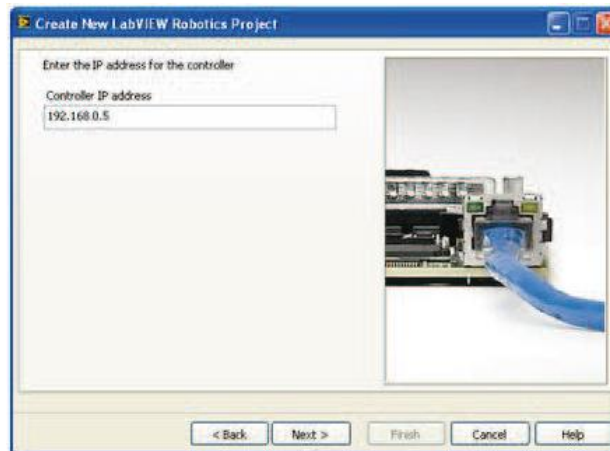 Create New LabVIEW Robotics Project
Enter the IP address for the controller
Controller IP address
192.168.0.5
< Back Next > Finish Cancel Help